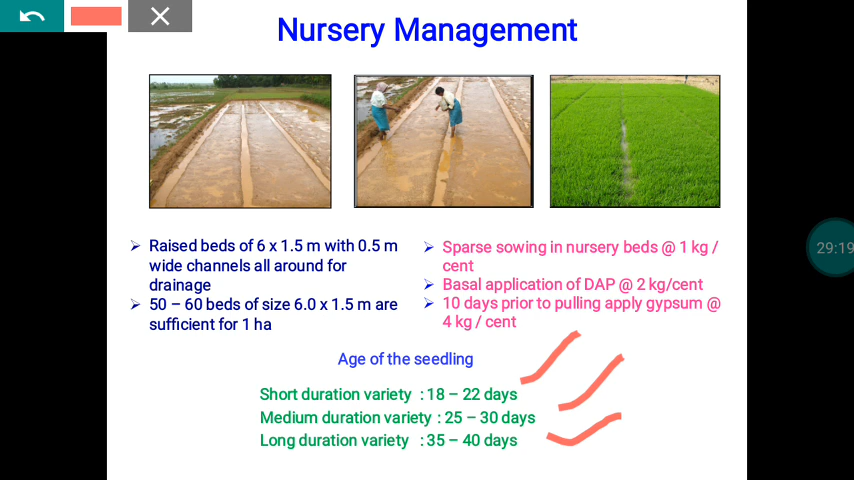 Nursery Management
➢ Raised beds of 6 x 1.5 m with 0.5 m
wide channels all around for
drainage
➢ 50 – 60 beds of size 6.0 x 1.5 m are
sufficient for 1 ha
➢ Sparse sowing in nursery beds @ 1 kg /
cent
➢ Basal application of DAP @ 2 kg/cent
➢ 10 days prior to pulling apply gypsum @
4 kg / cent
Age of the seedling
Short duration variety : 18 – 22 days
Medium duration variety : 25 – 30 days
Long duration variety : 35 – 40 days
29:19